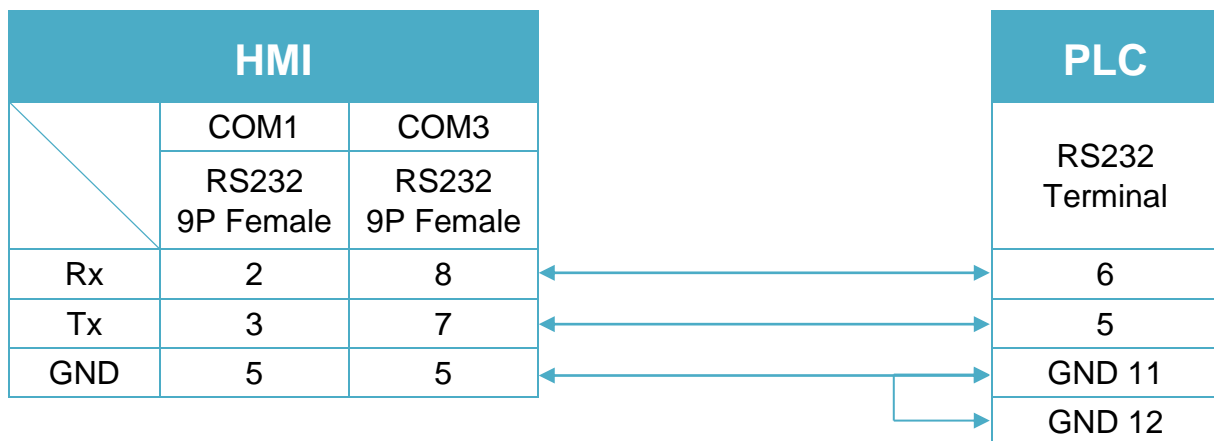 HMI PLC
COM1 COM3
RS232
Terminal
RS232
9P Female
RS232
9P Female
Rx 2 8 6
Tx 3 7 5
GND 5 5 GND 11
GND 12